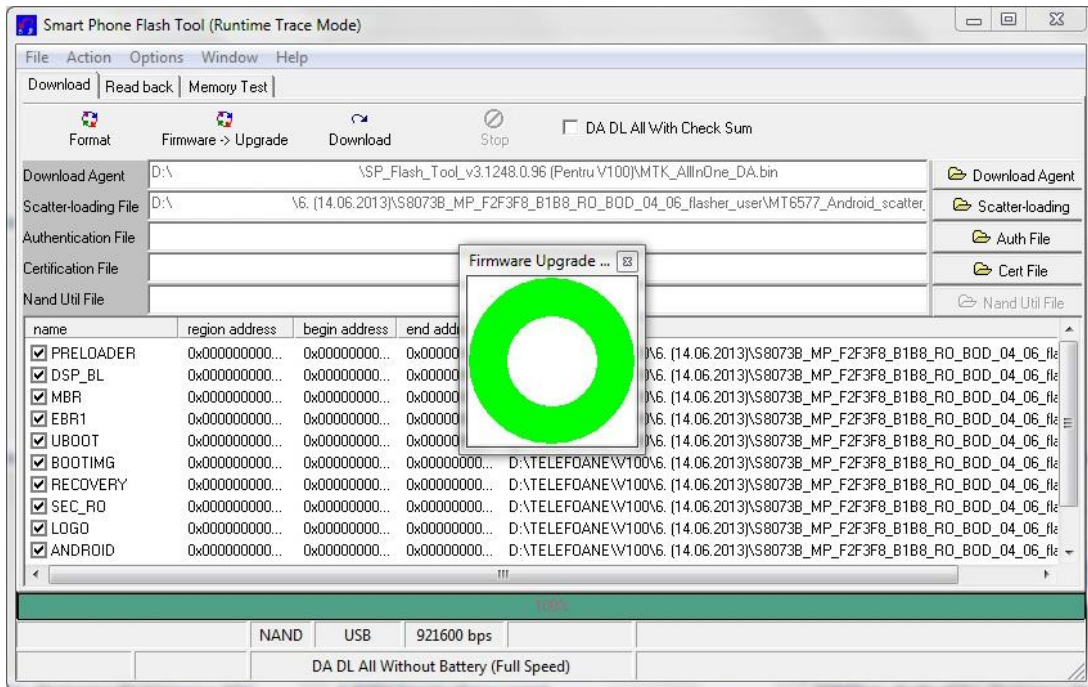 Smart Phone Flash Tool (Runtime Trace Mode)
File Action Options Window Help
Download Read back Memory Test
Format Firmware -> Upgrade Download Stop DA DL All With Check Sum
Download Agent D:\ \SP_Flash_Tool_v3.1248.0.96 (Pentru V100)\MTK_AllInOne_DA.bin Download Agent
Scatter-loading File D:\ \6. (14.06.2013)\S8073B_MP_F2F3F8_B1B8_RO_BOD_04_06_flasher_user\MT6577_Android_scatter_ Scatter-loading
Authentication File Auth File
Certification File Cert File
Nand Util File Nand Util File
Firmware Upgrade ...
name region address begin address end addr
PRELOADER 0x000000000... 0x00000000... 0x00000 0\6. (14.06.2013)\S8073B_MP_F2F3F8_B1B8_RO_BOD_04_06_fla
DSP_BL 0x000000000... 0x00000000... 0x00000 0\6. (14.06.2013)\S8073B_MP_F2F3F8_B1B8_RO_BOD_04_06_fla
MBR 0x000000000... 0x00000000... 0x00000 0\6. (14.06.2013)\S8073B_MP_F2F3F8_B1B8_RO_BOD_04_06_fla
EBR1 0x000000000... 0x00000000... 0x00000 0\6. (14.06.2013)\S8073B_MP_F2F3F8_B1B8_RO_BOD_04_06_fla
UBOOT 0x000000000... 0x00000000... 0x00000 0\6. (14.06.2013)\S8073B_MP_F2F3F8_B1B8_RO_BOD_04_06_fla
BOOTIMG 0x000000000... 0x00000000... 0x00000000... D:\TELEFOANE\V100\6. (14.06.2013)\S8073B_MP_F2F3F8_B1B8_RO_BOD_04_06_fla
RECOVERY 0x000000000... 0x00000000... 0x00000000... D:\TELEFOANE\V100\6. (14.06.2013)\S8073B_MP_F2F3F8_B1B8_RO_BOD_04_06_fla
SEC_RO 0x000000000... 0x00000000... 0x00000000... D:\TELEFOANE\V100\6. (14.06.2013)\S8073B_MP_F2F3F8_B1B8_RO_BOD_04_06_fla
LOGO 0x000000000... 0x00000000... 0x00000000... D:\TELEFOANE\V100\6. (14.06.2013)\S8073B_MP_F2F3F8_B1B8_RO_BOD_04_06_fla
ANDROID 0x000000000... 0x00000000... 0x00000000... D:\TELEFOANE\V100\6. (14.06.2013)\S8073B_MP_F2F3F8_B1B8_RO_BOD_04_06_fla
100%
NAND USB 921600 bps
DA DL All Without Battery (Full Speed)